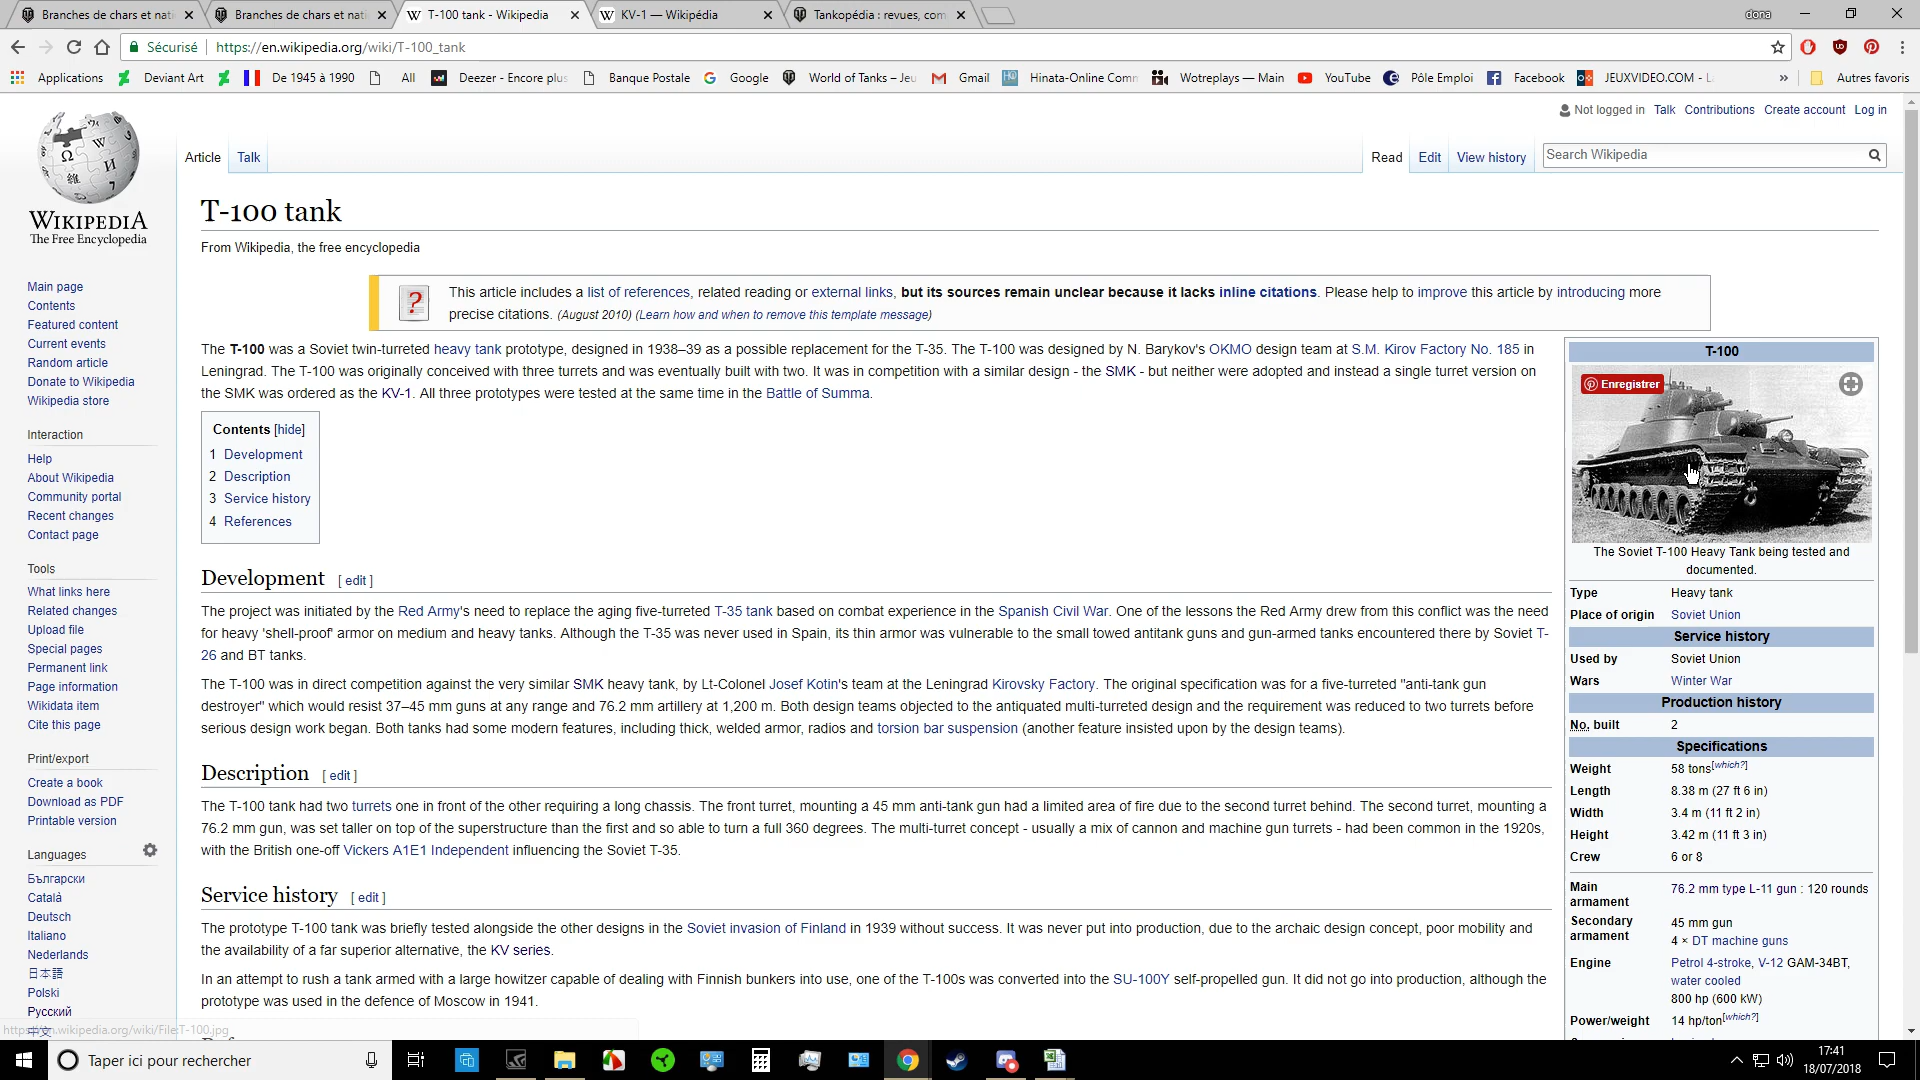 Branches de chars et nati
Branches de chars et nati
T-100 tank - Wikipedia
KV-1 — Wikipédia
Tankopédia : revues, com
dona
Sécurisé
https://en.wikipedia.org/wiki/T-100_tank
Applications
Deviant Art
De 1945 à 1990
All
Deezer - Encore plus
Banque Postale
Google
World of Tanks – Jeu
Gmail
Hinata-Online Comm
Wotreplays — Main
YouTube
Pôle Emploi
Facebook
JEUXVIDEO.COM - La
»
Autres favoris
Not logged in Talk Contributions Create account Log in
WIKIPEDIA
The Free Encyclopedia
Article Talk
Read Edit View history
Search Wikipedia
T-100 tank
From Wikipedia, the free encyclopedia
This article includes a list of references, related reading or external links, but its sources remain unclear because it lacks inline citations. Please help to improve this article by introducing more
precise citations. (August 2010) (Learn how and when to remove this template message)
The T-100 was a Soviet twin-turreted heavy tank prototype, designed in 1938–39 as a possible replacement for the T-35. The T-100 was designed by N. Barykov's OKMO design team at S.M. Kirov Factory No. 185 in
Leningrad. The T-100 was originally conceived with three turrets and was eventually built with two. It was in competition with a similar design - the SMK - but neither were adopted and instead a single turret version on
the SMK was ordered as the KV-1. All three prototypes were tested at the same time in the Battle of Summa.
Contents [hide]
1 Development
2 Description
3 Service history
4 References
Development [ edit ]
The project was initiated by the Red Army's need to replace the aging five-turreted T-35 tank based on combat experience in the Spanish Civil War. One of the lessons the Red Army drew from this conflict was the need
for heavy 'shell-proof' armor on medium and heavy tanks. Although the T-35 was never used in Spain, its thin armor was vulnerable to the small towed antitank guns and gun-armed tanks encountered there by Soviet T-
26 and BT tanks.
The T-100 was in direct competition against the very similar SMK heavy tank, by Lt-Colonel Josef Kotin's team at the Leningrad Kirovsky Factory. The original specification was for a five-turreted "anti-tank gun
destroyer" which would resist 37–45 mm guns at any range and 76.2 mm artillery at 1,200 m. Both design teams objected to the antiquated multi-turreted design and the requirement was reduced to two turrets before
serious design work began. Both tanks had some modern features, including thick, welded armor, radios and torsion bar suspension (another feature insisted upon by the design teams).
Description [ edit ]
The T-100 tank had two turrets one in front of the other requiring a long chassis. The front turret, mounting a 45 mm anti-tank gun had a limited area of fire due to the second turret behind. The second turret, mounting a
76.2 mm gun, was set taller on top of the superstructure than the first and so able to turn a full 360 degrees. The multi-turret concept - usually a mix of cannon and machine gun turrets - had been common in the 1920s,
with the British one-off Vickers A1E1 Independent influencing the Soviet T-35.
Service history [ edit ]
The prototype T-100 tank was briefly tested alongside the other designs in the Soviet invasion of Finland in 1939 without success. It was never put into production, due to the archaic design concept, poor mobility and
the availability of a far superior alternative, the KV series.
In an attempt to rush a tank armed with a large howitzer capable of dealing with Finnish bunkers into use, one of the T-100s was converted into the SU-100Y self-propelled gun. It did not go into production, although the
prototype was used in the defence of Moscow in 1941.
T-100
Enregistrer
The Soviet T-100 Heavy Tank being tested and
documented.
Type Heavy tank
Place of origin Soviet Union
Service history
Used by Soviet Union
Wars Winter War
Production history
No. built 2
Specifications
Weight 58 tons[which?]
Length 8.38 m (27 ft 6 in)
Width 3.4 m (11 ft 2 in)
Height 3.42 m (11 ft 3 in)
Crew 6 or 8
Main
armament 76.2 mm type L-11 gun : 120 rounds
Secondary
armament 45 mm gun
4 × DT machine guns
Engine Petrol 4-stroke, V-12 GAM-34BT,
water cooled
800 hp (600 kW)
Power/weight 14 hp/ton[which?]
Main page
Contents
Featured content
Current events
Random article
Donate to Wikipedia
Wikipedia store
Interaction
Help
About Wikipedia
Community portal
Recent changes
Contact page
Tools
What links here
Related changes
Upload file
Special pages
Permanent link
Page information
Wikidata item
Cite this page
Print/export
Create a book
Download as PDF
Printable version
Languages
Български
Català
Deutsch
Italiano
Nederlands
日本語
Polski
Русский
中文
https://en.wikipedia.org/wiki/File:T-100.jpg
Taper ici pour rechercher
17:41
18/07/2018